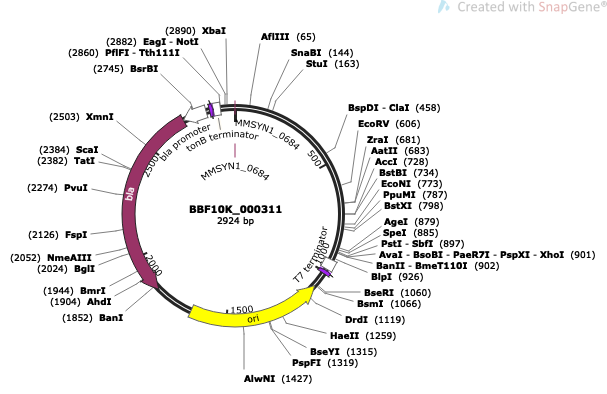 Created with SnapGene®
(2890) XbaI
(2882) EagI - NotI
(2860) PflFI - Tth111I
(2745) BsrBI
AflIII (65)
SnaBI (144)
StuI (163)
(2503) XmnI
(2384) ScaI
(2382) TatI
(2274) PvuI
(2126) FspI
(2052) NmeAIII
(2024) BglI
(1944) BmrI
(1904) AhdI
(1852) BanI
BspDI - ClaI (458)
EcoRV (606)
ZraI (681)
AatII (683)
AccI (728)
BstBI (734)
EcoNI (773)
PpuMI (787)
BstXI (798)
AgeI (879)
SpeI (885)
PstI - SbfI (897)
AvaI - BsoBI - PaeR7I - PspXI - XhoI (901)
BanII - BmeT110I (902)
BlpI (926)
BseRI (1060)
BsmI (1066)
DrdI (1119)
HaeII (1259)
BseYI (1315)
PspFI (1319)
AlwNI (1427)
bla promoter
tonB terminator
MMSYN1_0684
MMSYN1_0684
500
1000
1500
2000
2500
bla
T7 terminator
ori
BBF10K_000311
2924 bp